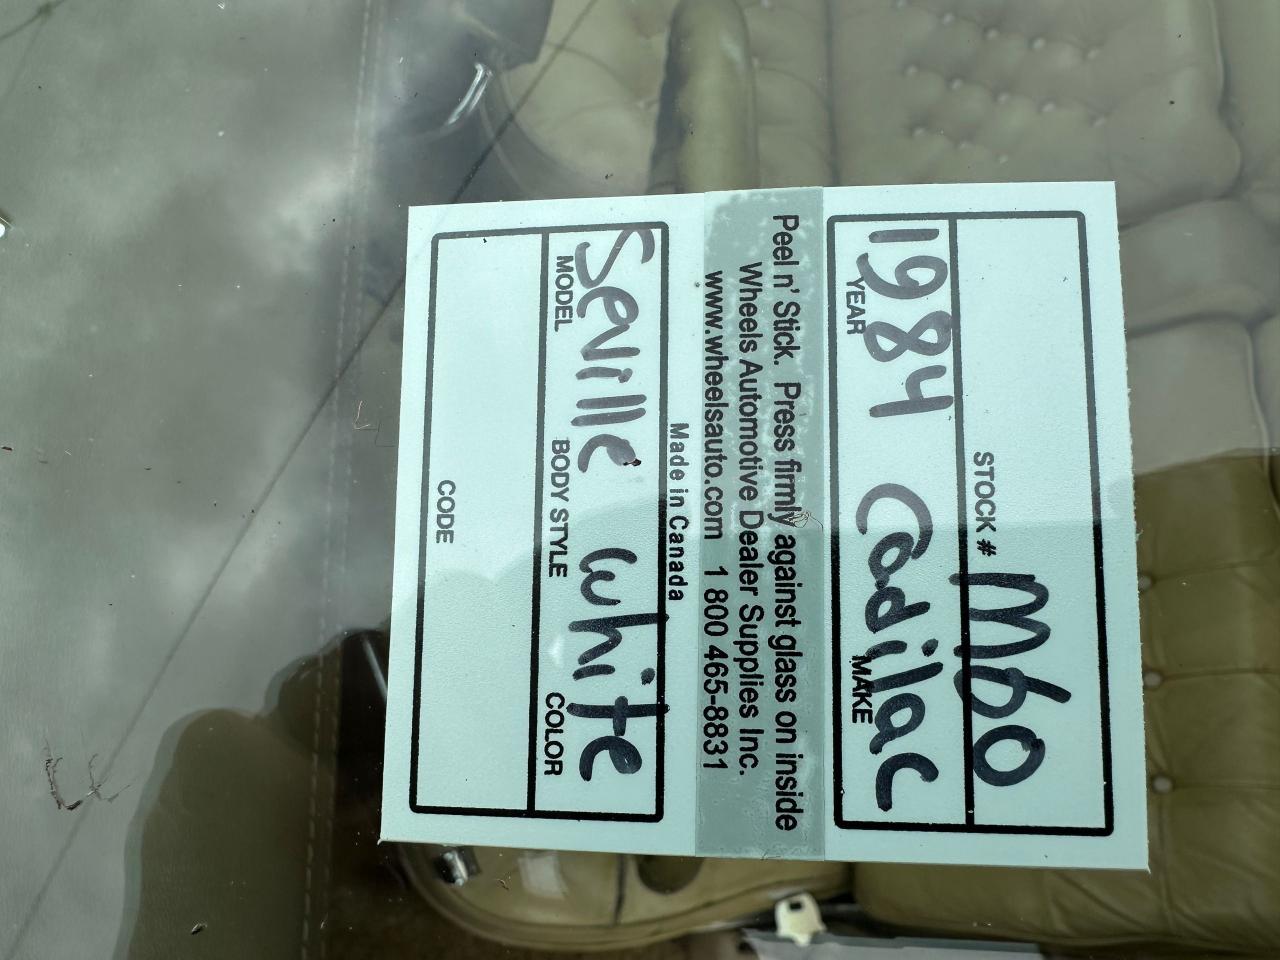 M60
STOCK #
1984 Cadilac
YEAR MAKE
Peel n' Stick. Press firmly against glass on inside
Wheels Automotive Dealer Supplies Inc.
www.wheelsauto.com 1 800 465-8831
Made in Canada
Seville white
MODEL BODY STYLE COLOR
CODE